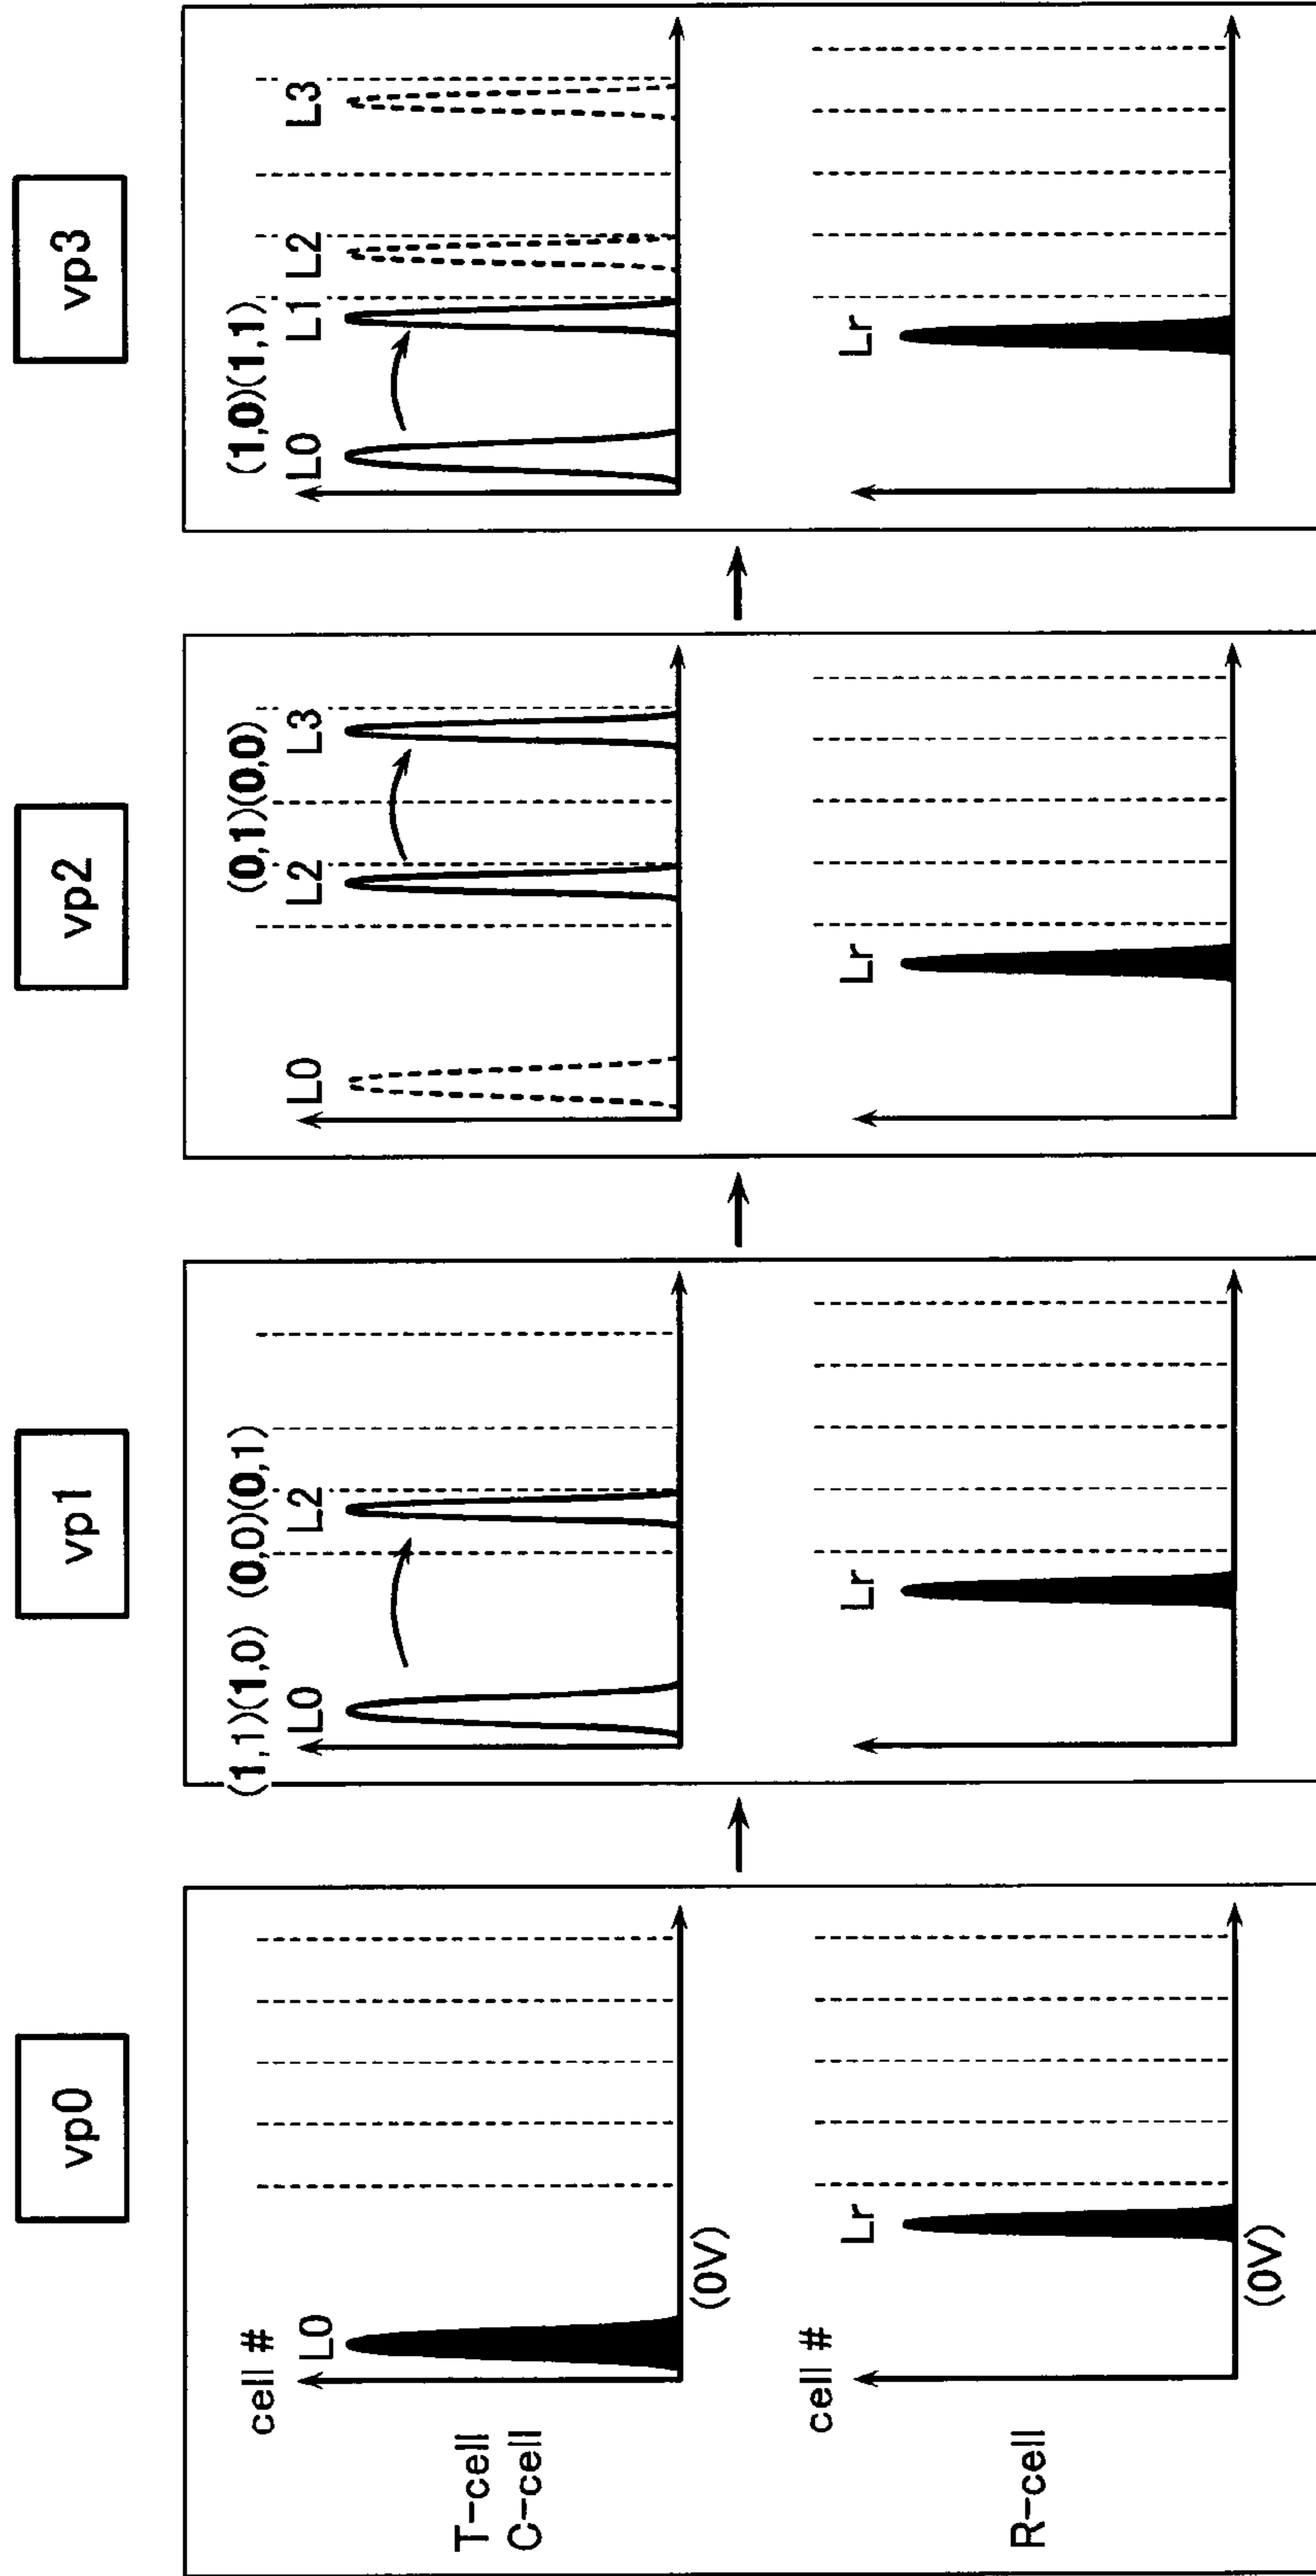 vp0
cell #
L0
T-cell
C-cell
(0V)
cell #
Lr
R-cell
(0V)
vp1
(1,1)(1,0) (0,0)(0,1)
L0 L2
Lr
vp2
(0,1)(0,0)
L0 L2 L3
Lr
vp3
(1,0)(1,1)
L0 L1 L2 L3
Lr